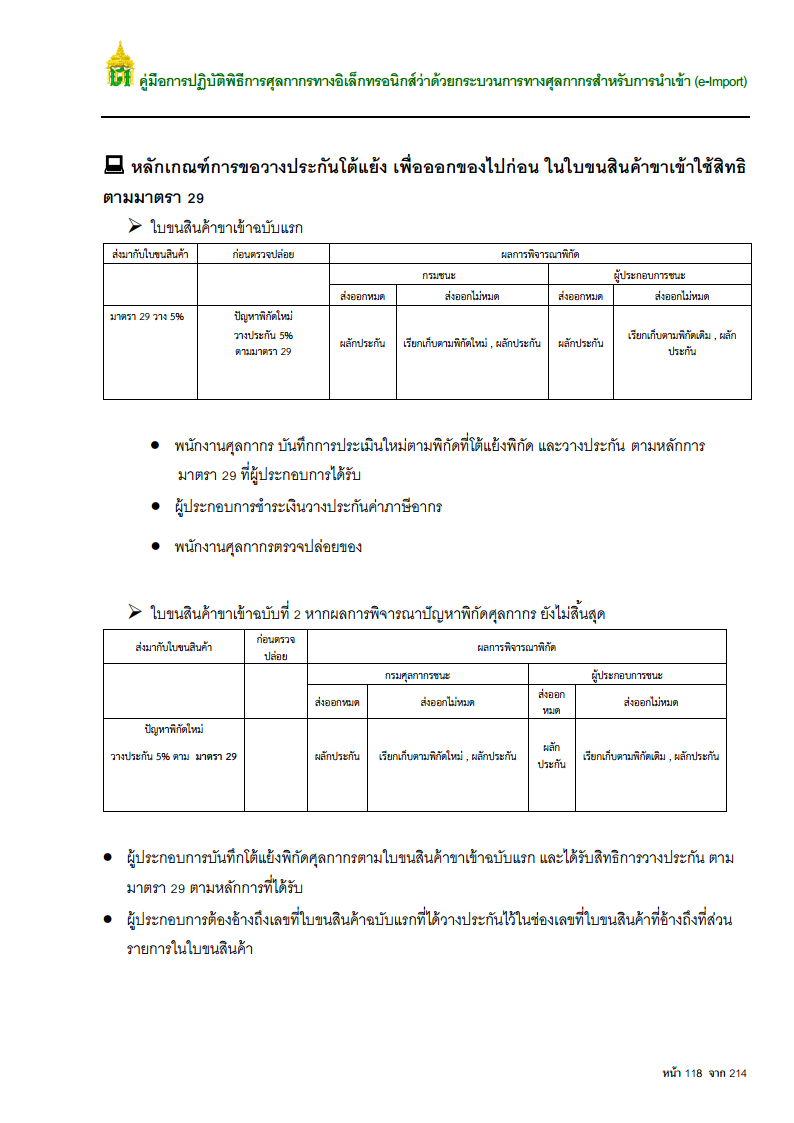 คู่มือการปฏิบัติพิธีการศุลกากรทางอิเล็กทรอนิกส์ว่าด้วยกระบวนการทางศุลกากรสำหรับการนำเข้า (e-Import)
หลักเกณฑ์การขอวางประกันโต้แย้ง เพื่อออกของไปก่อน ในใบขนสินค้าขาเข้าใช้สิทธิ
ตามมาตรา 29
ใบขนสินค้าขาเข้าฉบับแรก
ส่งมากับใบขนสินค้า ก่อนตรวจปล่อย ผลการพิจารณาพิกัด
กรมชนะ ผู้ประกอบการชนะ
ส่งออกหมด ส่งออกไม่หมด ส่งออกหมด ส่งออกไม่หมด
มาตรา 29 วาง 5% ปัญหาพิกัดใหม่
วางประกัน 5%
ตามมาตรา 29
ผลักประกัน เรียกเก็บตามพิกัดใหม่ , ผลักประกัน ผลักประกัน เรียกเก็บตามพิกัดเดิม , ผลัก
ประกัน
พนักงานศุลกากร บันทึกการประเมินใหม่ตามพิกัดที่โต้แย้งพิกัด และวางประกัน ตามหลักการ
มาตรา 29 ที่ผู้ประกอบการได้รับ
ผู้ประกอบการชำระเงินวางประกันค่าภาษีอากร
พนักงานศุลกากรตรวจปล่อยของ
ใบขนสินค้าขาเข้าฉบับที่ 2 หากผลการพิจารณาปัญหาพิกัดศุลกากร ยังไม่สิ้นสุด
ส่งมากับใบขนสินค้า ก่อนตรวจ
ปล่อย ผลการพิจารณาพิกัด
กรมศุลกากรชนะ ผู้ประกอบการชนะ
ส่งออกหมด ส่งออกไม่หมด ส่งออก
หมด ส่งออกไม่หมด
ปัญหาพิกัดใหม่
วางประกัน 5% ตาม มาตรา 29 ผลักประกัน เรียกเก็บตามพิกัดใหม่ , ผลักประกัน ผลัก
ประกัน เรียกเก็บตามพิกัดเดิม , ผลักประกัน
ผู้ประกอบการบันทึกโต้แย้งพิกัดศุลกากรตามใบขนสินค้าขาเข้าฉบับแรก และได้รับสิทธิการวางประกัน ตาม
มาตรา 29 ตามหลักการที่ได้รับ
ผู้ประกอบการต้องอ้างถึงเลขที่ใบขนสินค้าฉบับแรกที่ได้วางประกันไว้ในช่องเลขที่ใบขนสินค้าที่อ้างถึงที่ส่วน
รายการในใบขนสินค้า
หน้า 118 จาก 214